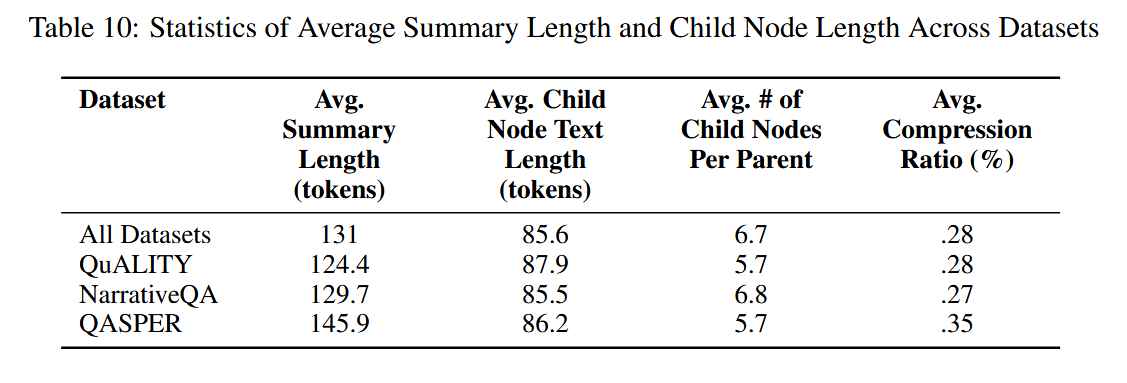 Table 10: Statistics of Average Summary Length and Child Node Length Across Datasets
Dataset Avg. Avg. Child Avg. # of Avg.
Summary Node Text Child Nodes Compression
Length Length Per Parent Ratio (%)
(tokens) (tokens)
All Datasets 131 85.6 6.7 .28
QuALITY 124.4 87.9 5.7 .28
NarrativeQA 129.7 85.5 6.8 .27
QASPER 145.9 86.2 5.7 .35